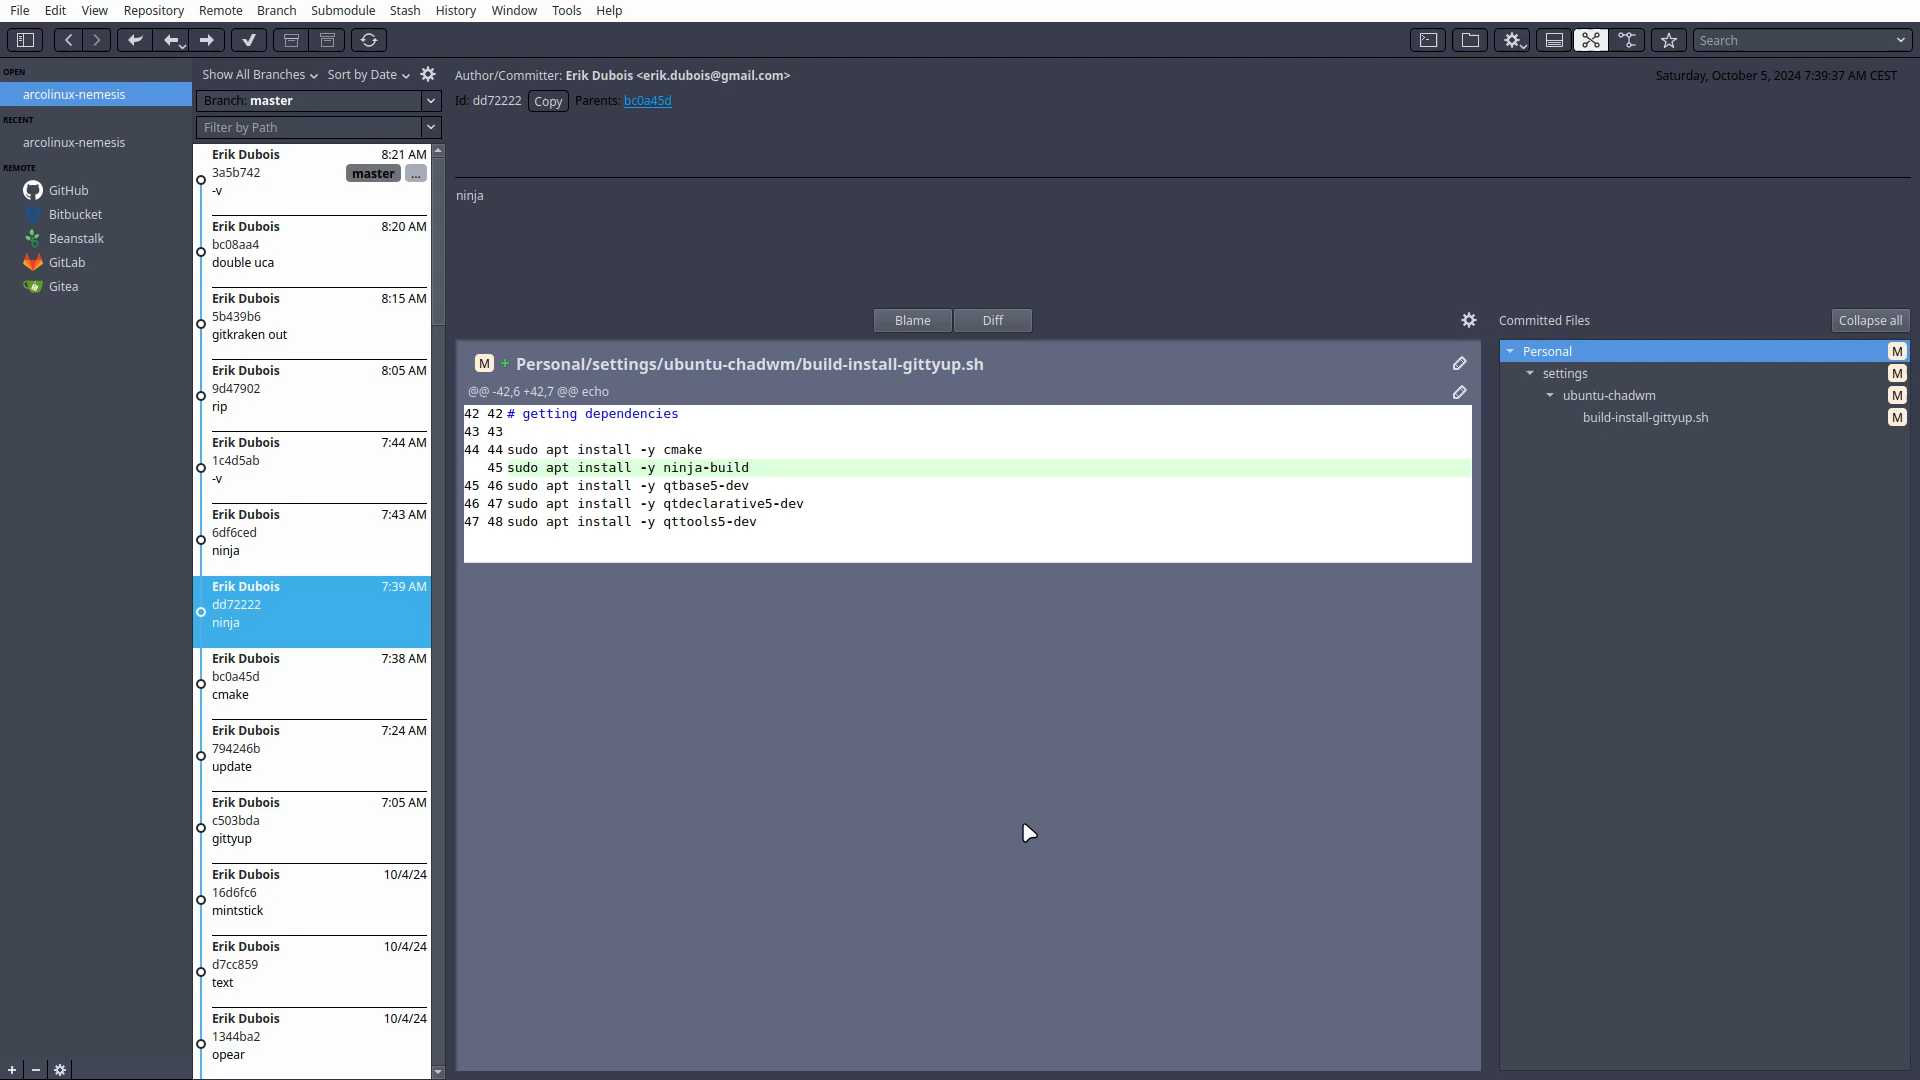 File Edit View Repository Remote Branch Submodule Stash History Window Tools Help
Search
OPEN
arcolinux-nemesis
RECENT
arcolinux-nemesis
REMOTE
GitHub
Bitbucket
Beanstalk
GitLab
Gitea
Show All Branches Sort by Date
Branch: master
Filter by Path
Erik Dubois 8:21 AM
3a5b742 master ...
-v
Erik Dubois 8:20 AM
bc08aa4
double uca
Erik Dubois 8:15 AM
5b439b6
gitkraken out
Erik Dubois 8:05 AM
9d47902
rip
Erik Dubois 7:44 AM
1c4d5ab
-v
Erik Dubois 7:43 AM
6df6ced
ninja
Erik Dubois 7:39 AM
dd72222
ninja
Erik Dubois 7:38 AM
bc0a45d
cmake
Erik Dubois 7:24 AM
794246b
update
Erik Dubois 7:05 AM
c503bda
gittyup
Erik Dubois 10/4/24
16d6fc6
mintstick
Erik Dubois 10/4/24
d7cc859
text
Erik Dubois 10/4/24
1344ba2
opear
Author/Committer: Erik Dubois <erik.dubois@gmail.com> Saturday, October 5, 2024 7:39:37 AM CEST
Id: dd72222 Copy Parents: bc0a45d
ninja
Blame Diff
M + Personal/settings/ubuntu-chadwm/build-install-gittyup.sh
@@ -42,6 +42,7 @@ echo
42 42 # getting dependencies
43 43
44 44 sudo apt install -y cmake
45 sudo apt install -y ninja-build
45 46 sudo apt install -y qtbase5-dev
46 47 sudo apt install -y qtdeclarative5-dev
47 48 sudo apt install -y qttools5-dev
Committed Files Collapse all
Personal M
settings M
ubuntu-chadwm M
build-install-gittyup.sh M